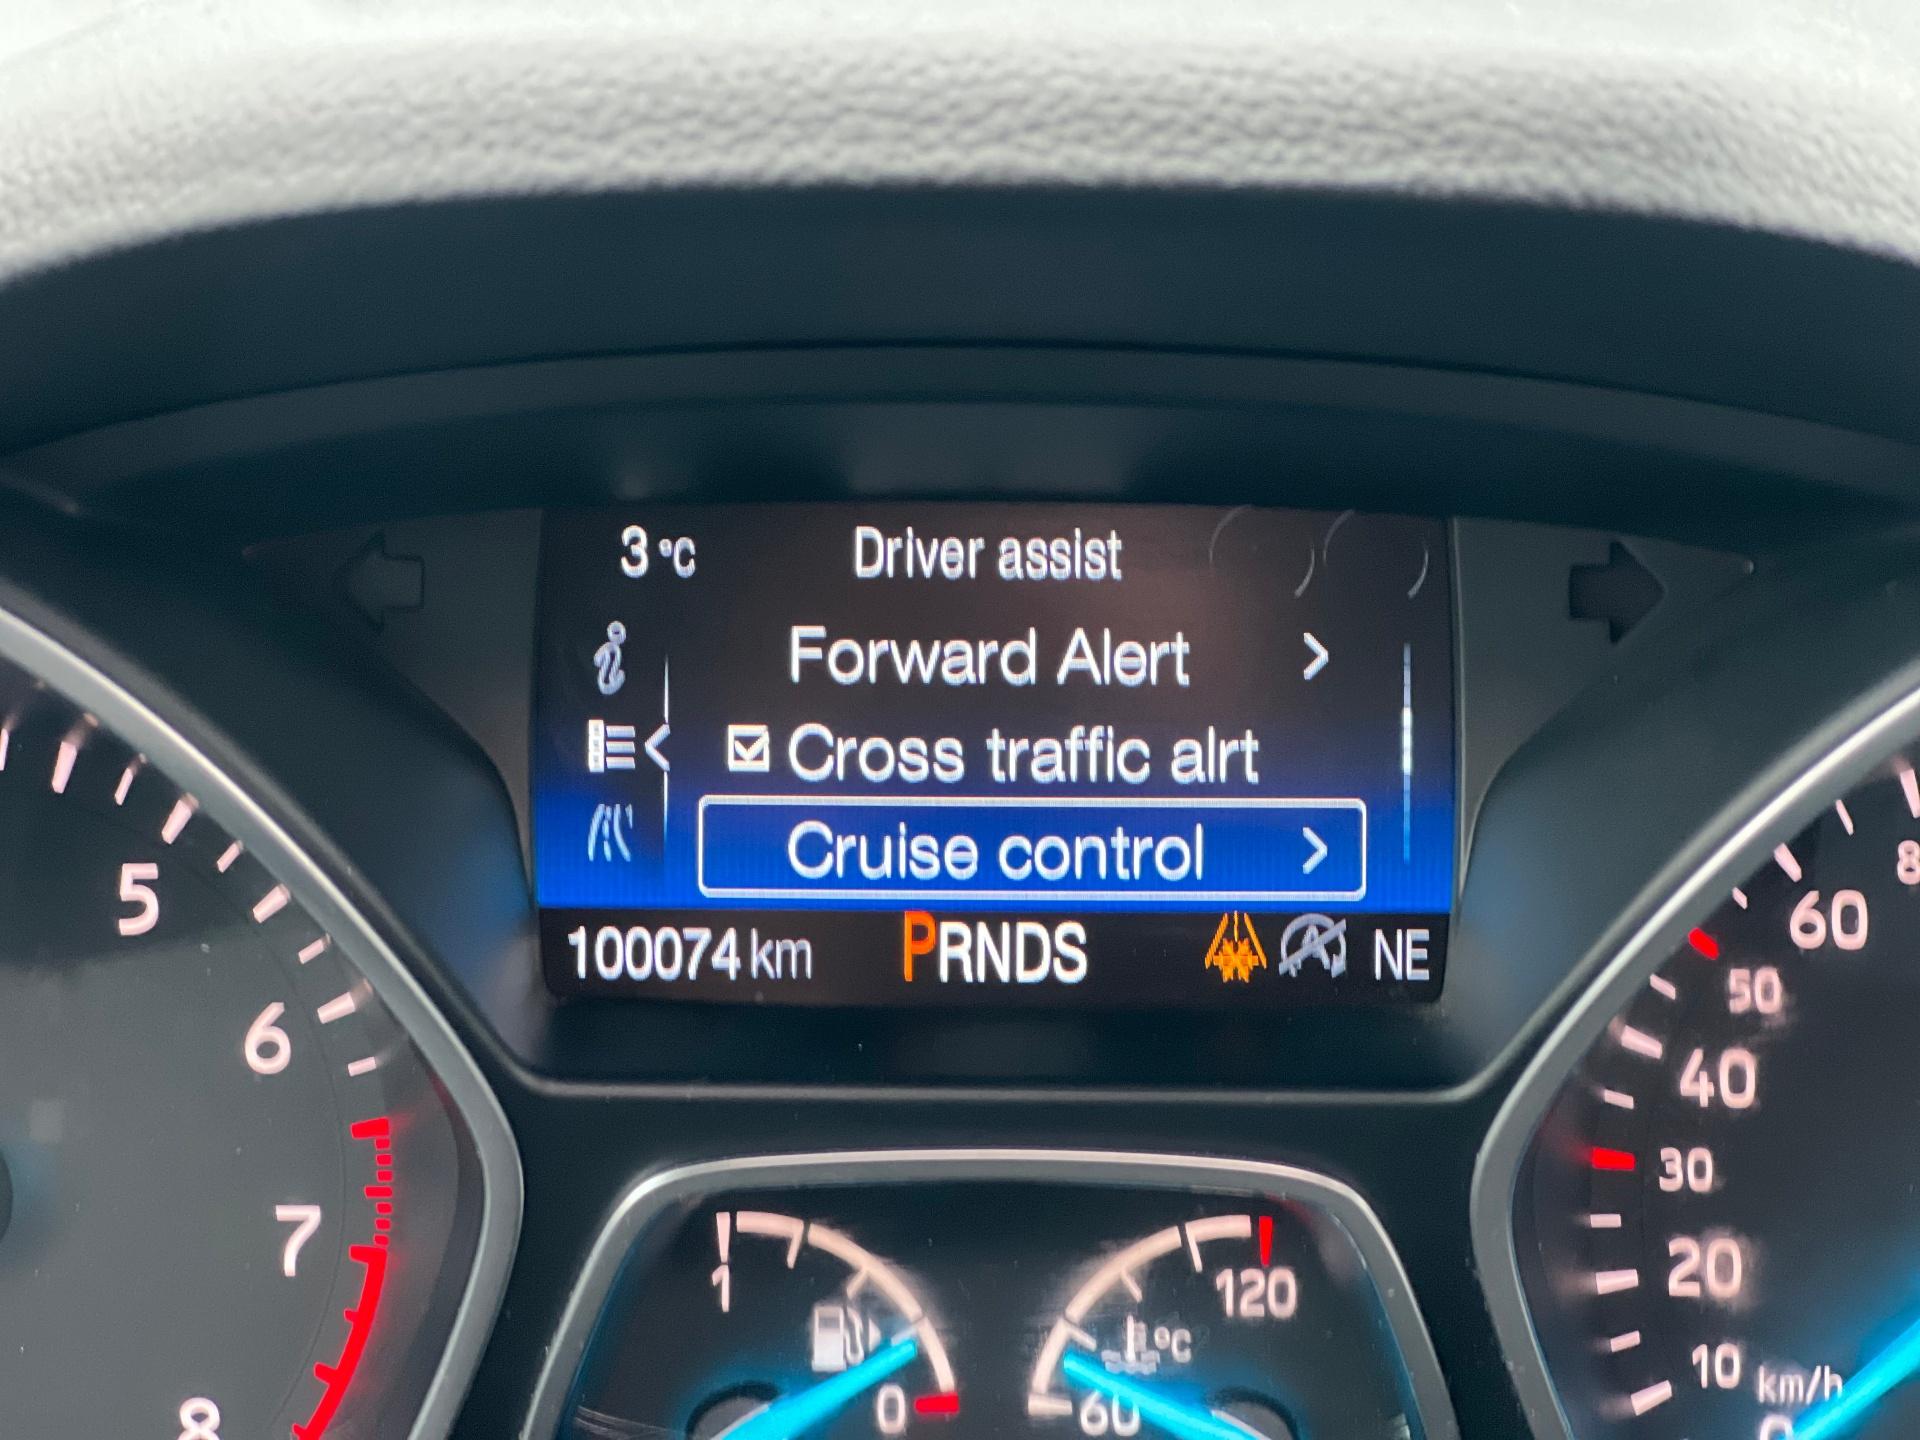 3 °C Driver assist
Forward Alert >
Cross traffic alrt
Cruise control >
100074 km PRNDS A NE
5
6
7
8
1
0
120
°C
60
60
50
40
30
20
10
km/h